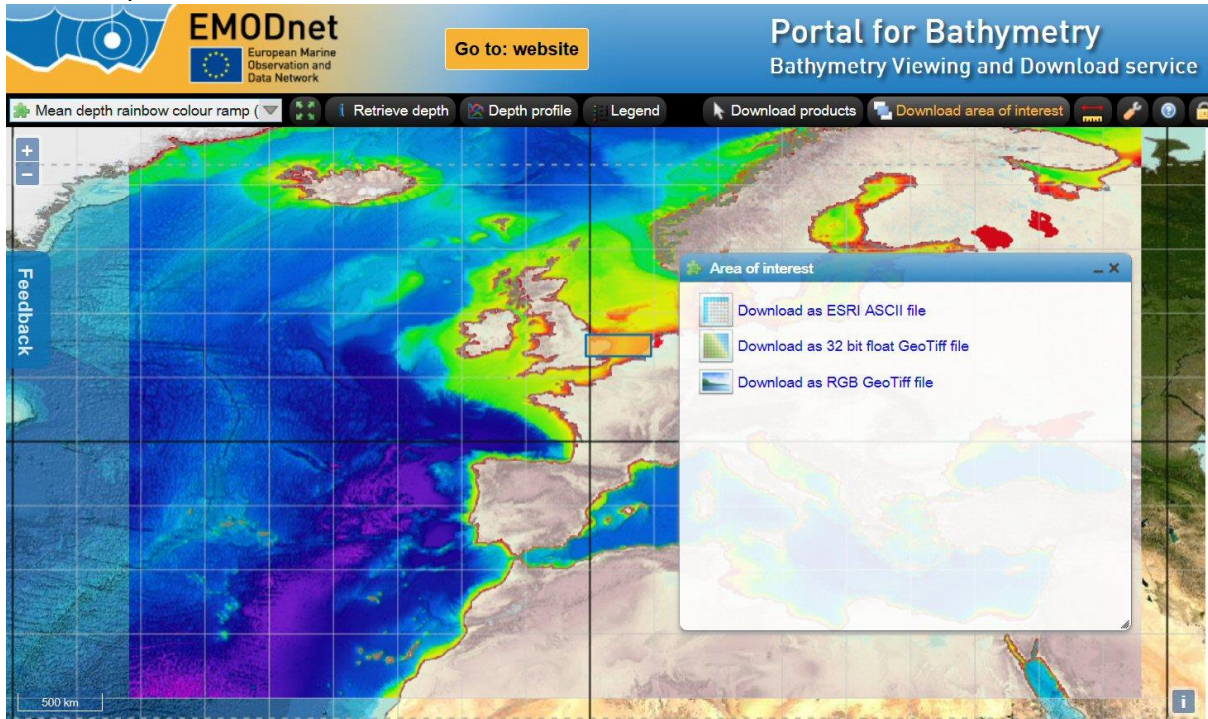 EMODnet
European Marine
Observation and
Data Network
Go to: website
Portal for Bathymetry
Bathymetry Viewing and Download service
Mean depth rainbow colour ramp (
Retrieve depth
Depth profile
Legend
Download products
Download area of interest
+
−
Feedback
Area of interest
Download as ESRI ASCII file
Download as 32 bit float GeoTiff file
Download as RGB GeoTiff file
500 km